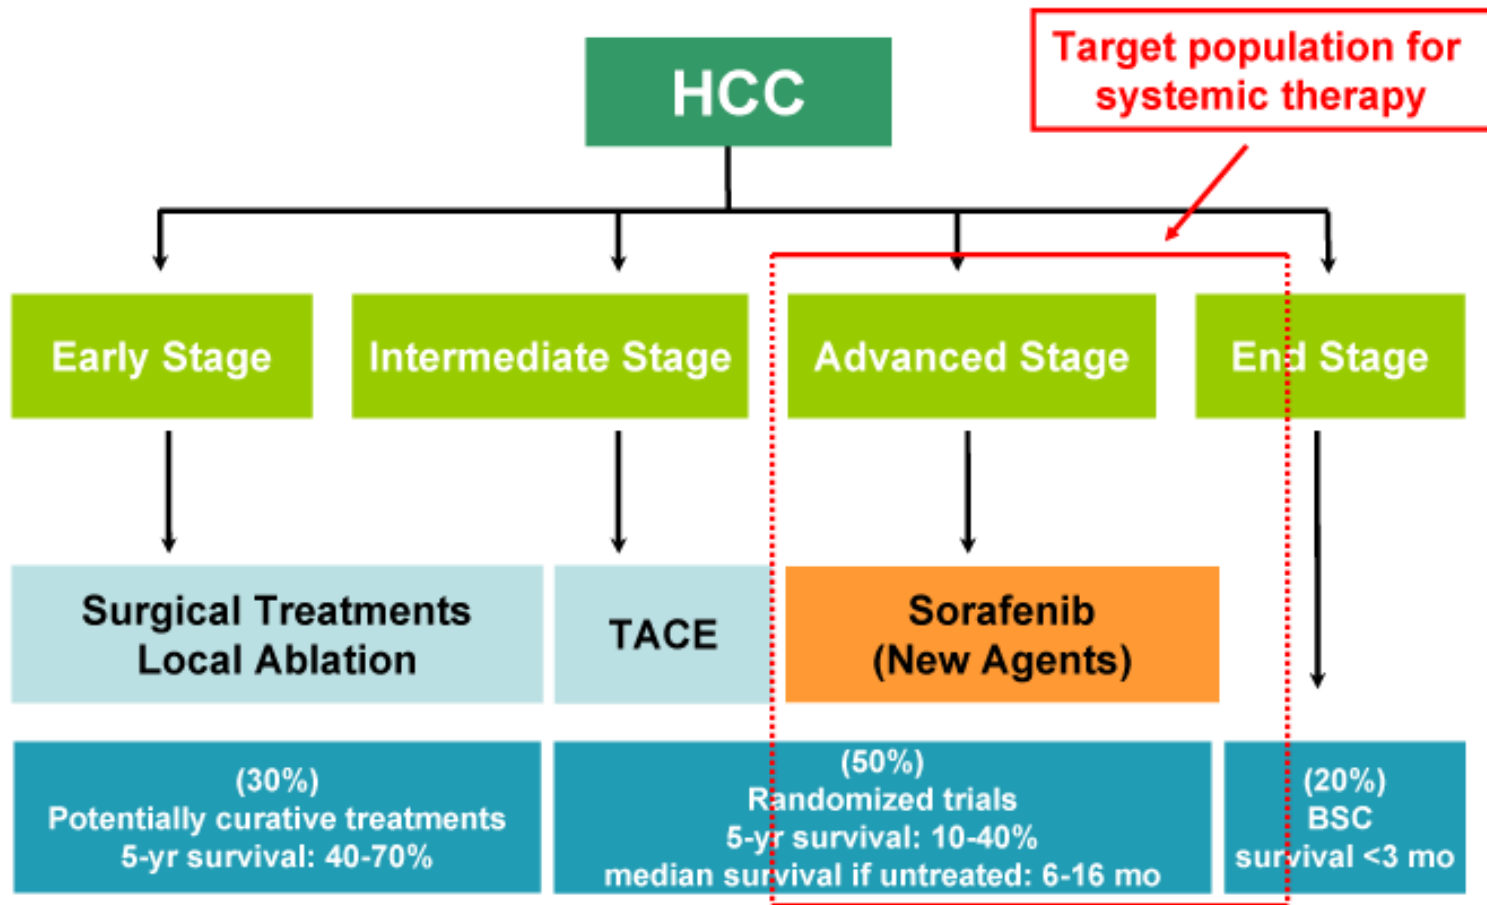 HCC
Target population for
systemic therapy
Early Stage
Intermediate Stage
Advanced Stage
End Stage
Surgical Treatments
Local Ablation
TACE
Sorafenib
(New Agents)
(30%)
Potentially curative treatments
5-yr survival: 40-70%
(50%)
Randomized trials
5-yr survival: 10-40%
median survival if untreated: 6-16 mo
(20%)
BSC
survival <3 mo